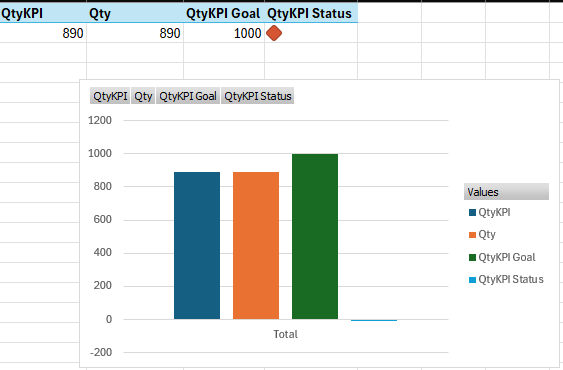 QtyKPI Qty QtyKPI Goal QtyKPI Status
890 890 1000
QtyKPI Qty QtyKPI Goal QtyKPI Status
1200
1000
800
600
400
200
0
-200
Total
Values
QtyKPI
Qty
QtyKPI Goal
QtyKPI Status